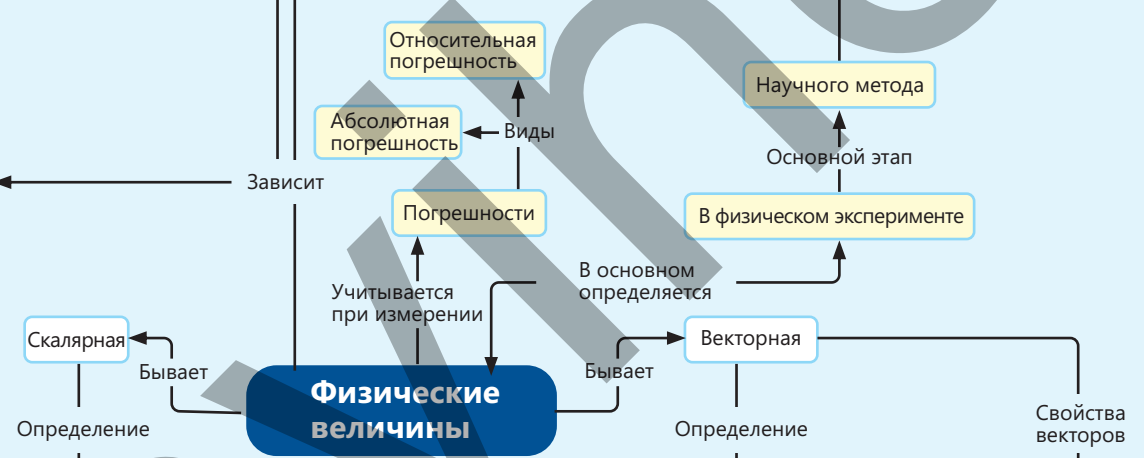 Относительная
погрешность
Научного метода
Абсолютная
погрешность
Виды
Основной этап
Зависит
Погрешности
В физическом эксперименте
В основном
определяется
Учитывается
при измерении
Скалярная
Векторная
Бывает
Бывает
Физические
величины
Свойства
векторов
Определение
Определение